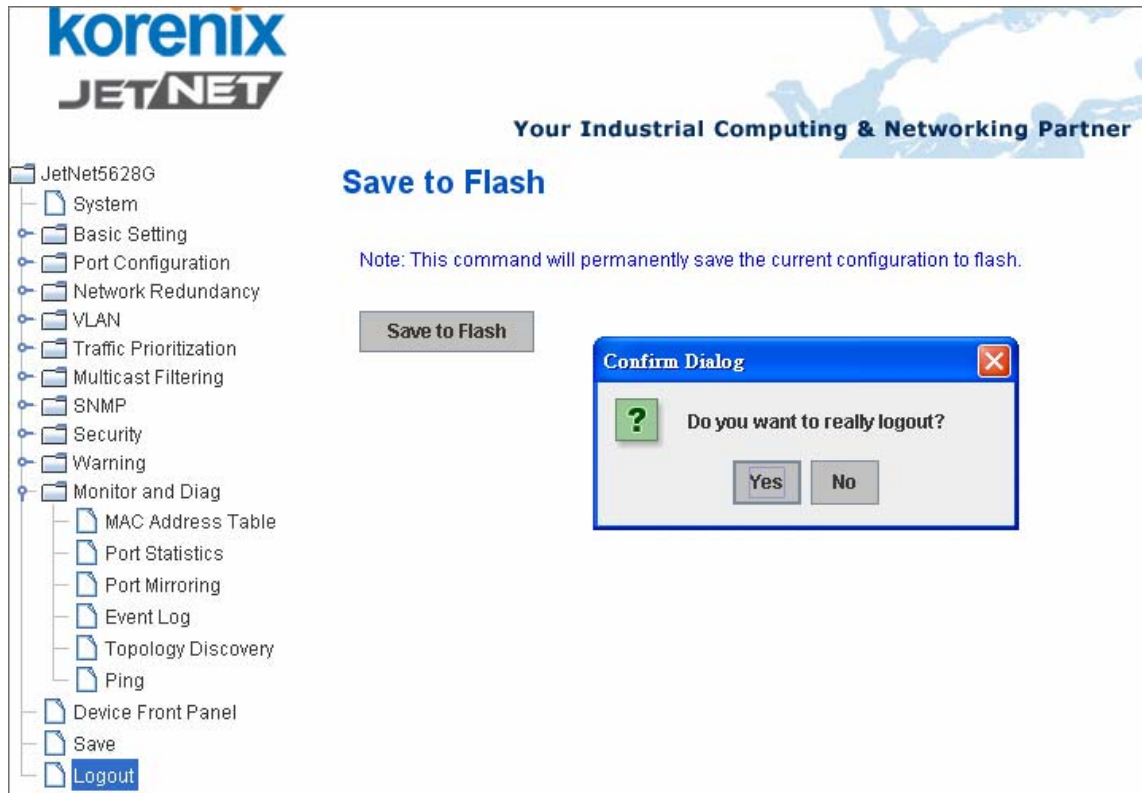 korenix
JETNET
Your Industrial Computing & Networking Partner
JetNet5628G
System
Basic Setting
Port Configuration
Network Redundancy
VLAN
Traffic Prioritization
Multicast Filtering
SNMP
Security
Warning
Monitor and Diag
MAC Address Table
Port Statistics
Port Mirroring
Event Log
Topology Discovery
Ping
Device Front Panel
Save
Logout
Save to Flash
Note: This command will permanently save the current configuration to flash.
Save to Flash
Confirm Dialog
?
Do you want to really logout?
Yes
No